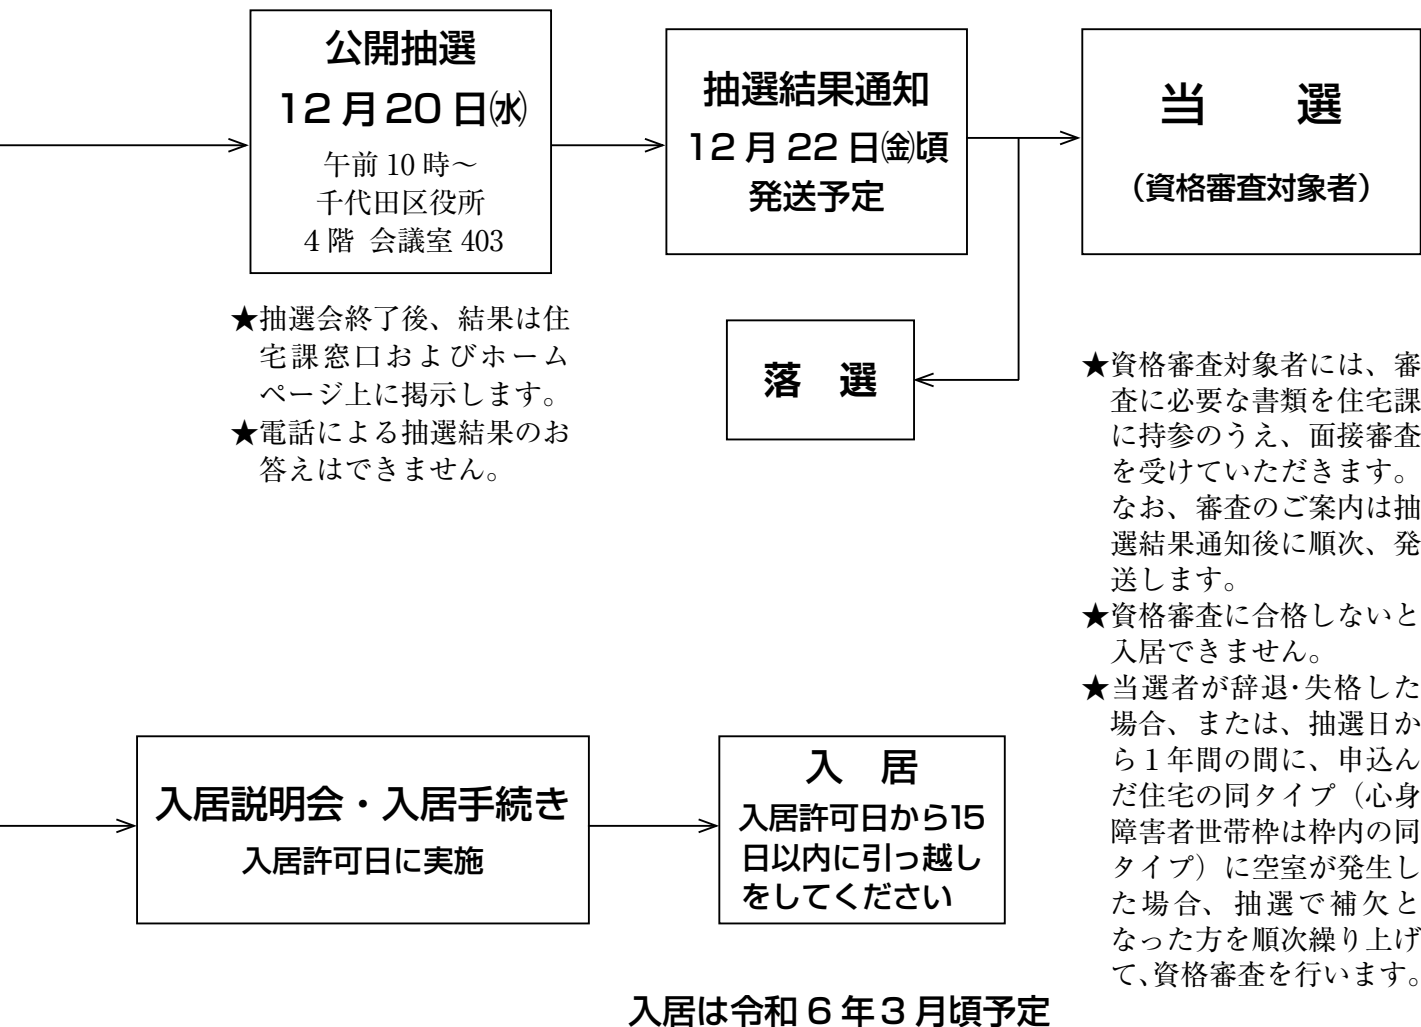 公開抽選
12月20日㈬
午前10時〜
千代田区役所
4階 会議室403
抽選結果通知
12月22日㈮頃
発送予定
当　選
（資格審査対象者）
落　選
★抽選会終了後、結果は住
宅課窓口およびホーム
ページ上に掲示します。
★電話による抽選結果のお
答えはできません。
★資格審査対象者には、審
査に必要な書類を住宅課
に持参のうえ、面接審査
を受けていただきます。
なお、審査のご案内は抽
選結果通知後に順次、発
送します。
★資格審査に合格しないと
入居できません。
★当選者が辞退・失格した
場合、または、抽選日か
ら1年間の間に、申込ん
だ住宅の同タイプ（心身
障害者世帯枠は枠内の同
タイプ）に空室が発生し
た場合、抽選で補欠と
なった方を順次繰り上げ
て、資格審査を行います。
入居説明会・入居手続き
入居許可日に実施
入　居
入居許可日から15
日以内に引っ越し
をしてください
入居は令和6年3月頃予定